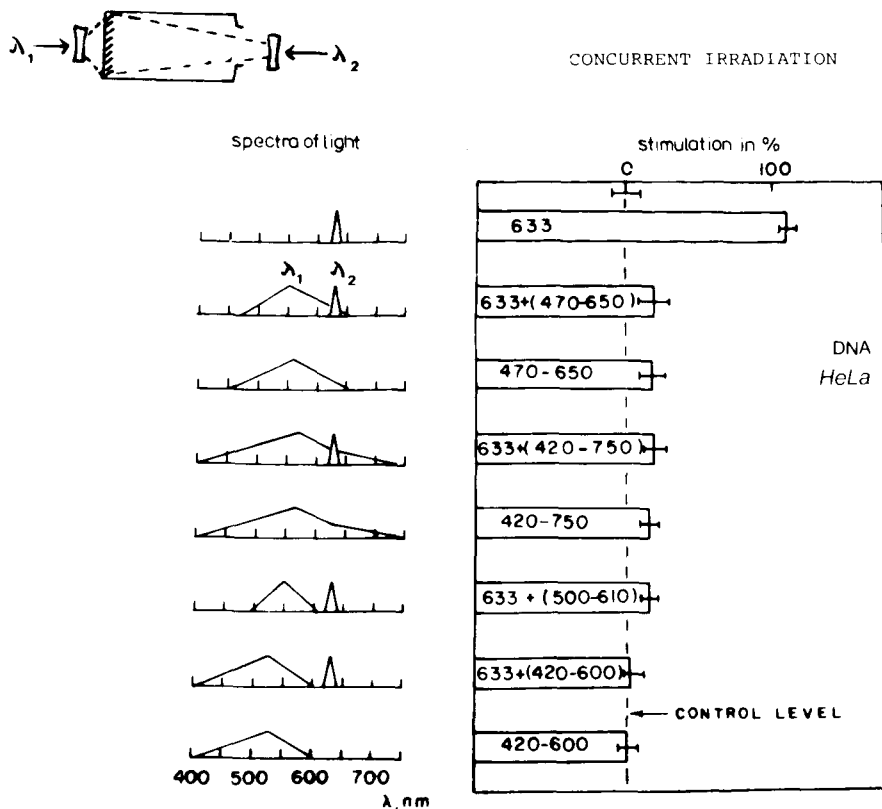 λ₁ λ₂
CONCURRENT IRRADIATION
spectra of light
stimulation in %
0 100
633
λ₁ λ₂
633+(470-650)
DNA
HeLa
470-650
633+(420-750)
420-750
633 + (500-610)
633+(420-600)
CONTROL LEVEL
420-600
400 500 600 700
λ, nm